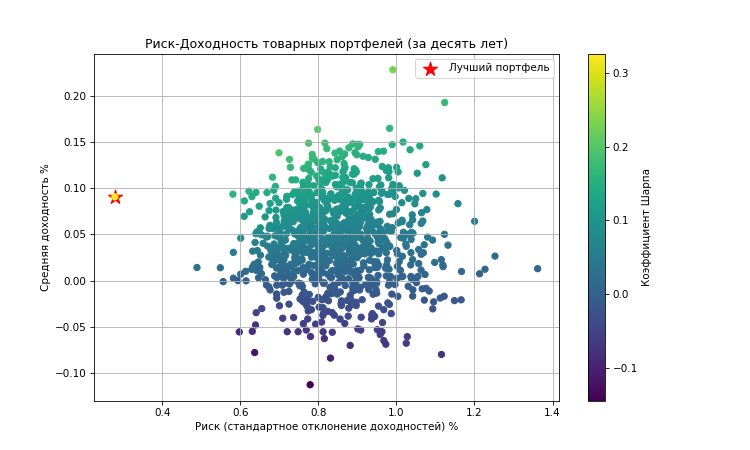 Риск-Доходность товарных портфелей (за десять лет)
Лучший портфель
Средняя доходность %
0.20
0.15
0.10
0.05
0.00
−0.05
−0.10
0.4 0.6 0.8 1.0 1.2 1.4
Риск (стандартное отклонение доходностей) %
0.3
0.2
0.1
0.0
−0.1
Коэффициент Шарпа